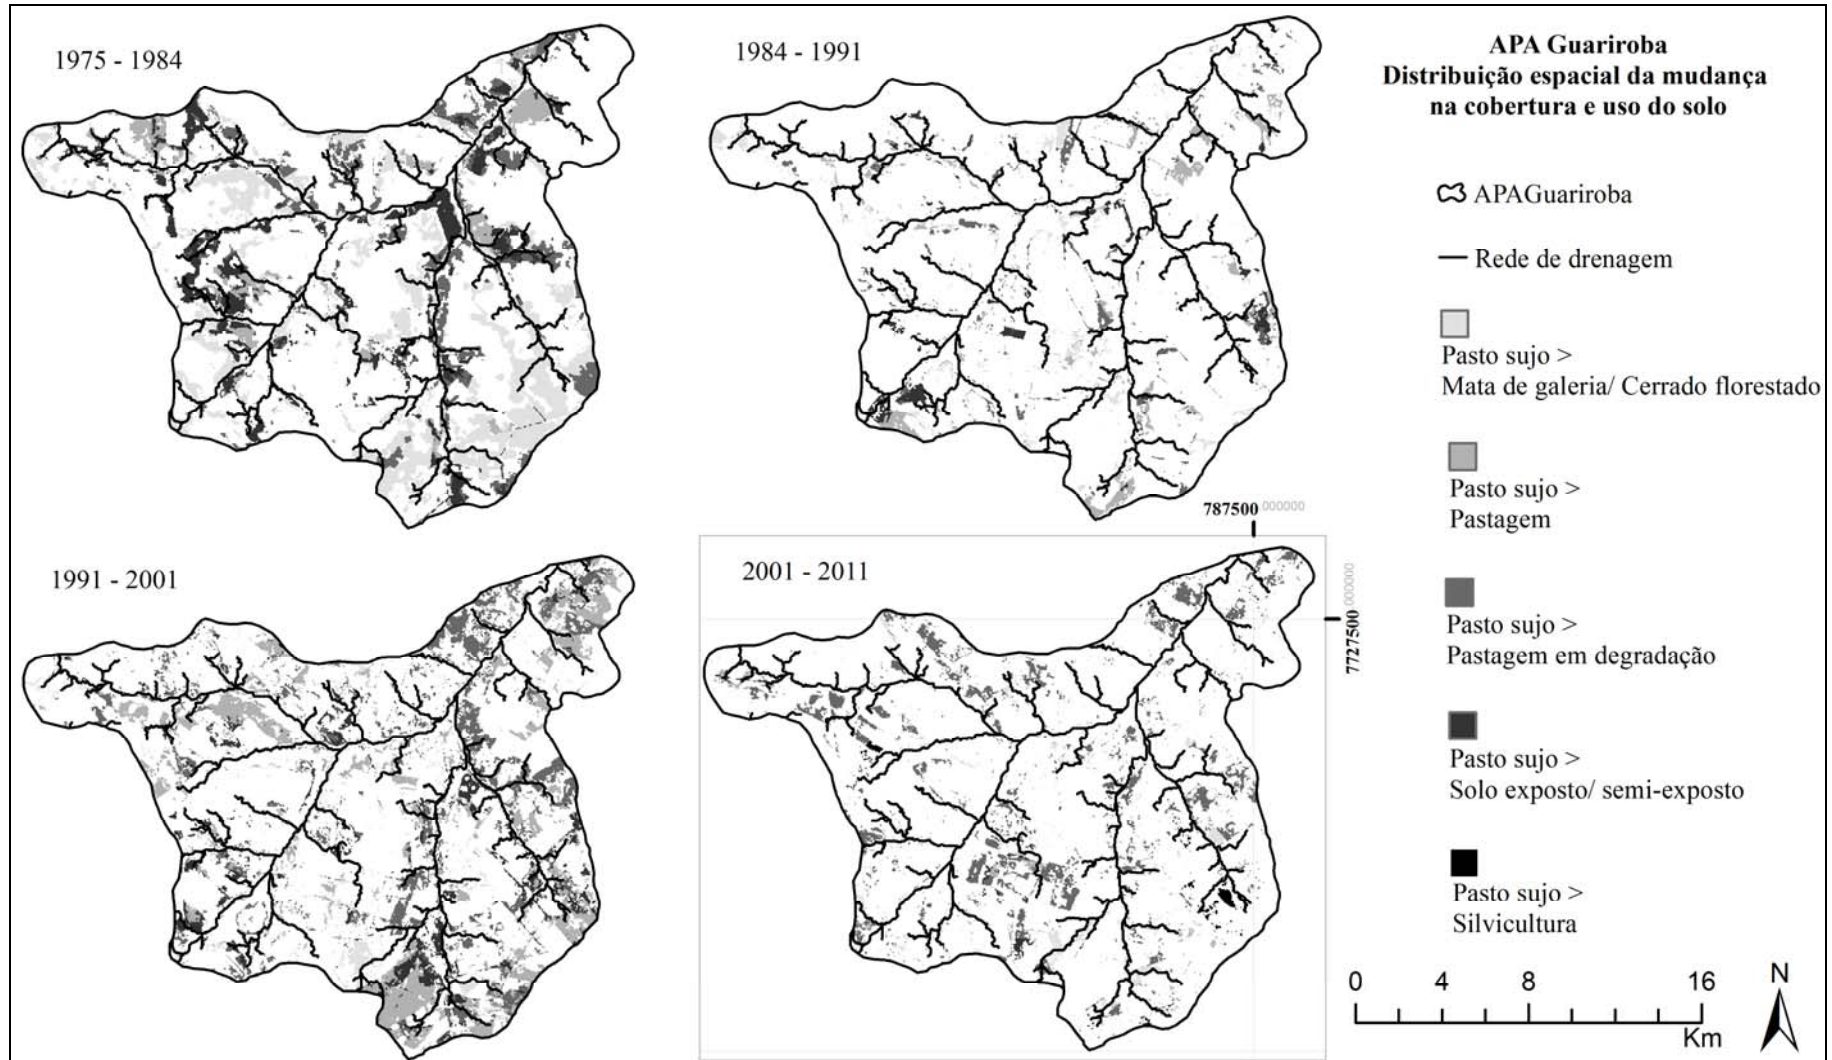 1975 - 1984
1984 - 1991
1991 - 2001
2001 - 2011
787500.000000
7727500.000000
APA Guariroba
Distribuição espacial da mudança
na cobertura e uso do solo
APAGuariroba
Rede de drenagem
Pasto sujo >
Mata de galeria/ Cerrado florestado
Pasto sujo >
Pastagem
Pasto sujo >
Pastagem em degradação
Pasto sujo >
Solo exposto/ semi-exposto
Pasto sujo >
Silvicultura
0 4 8 16
Km
N